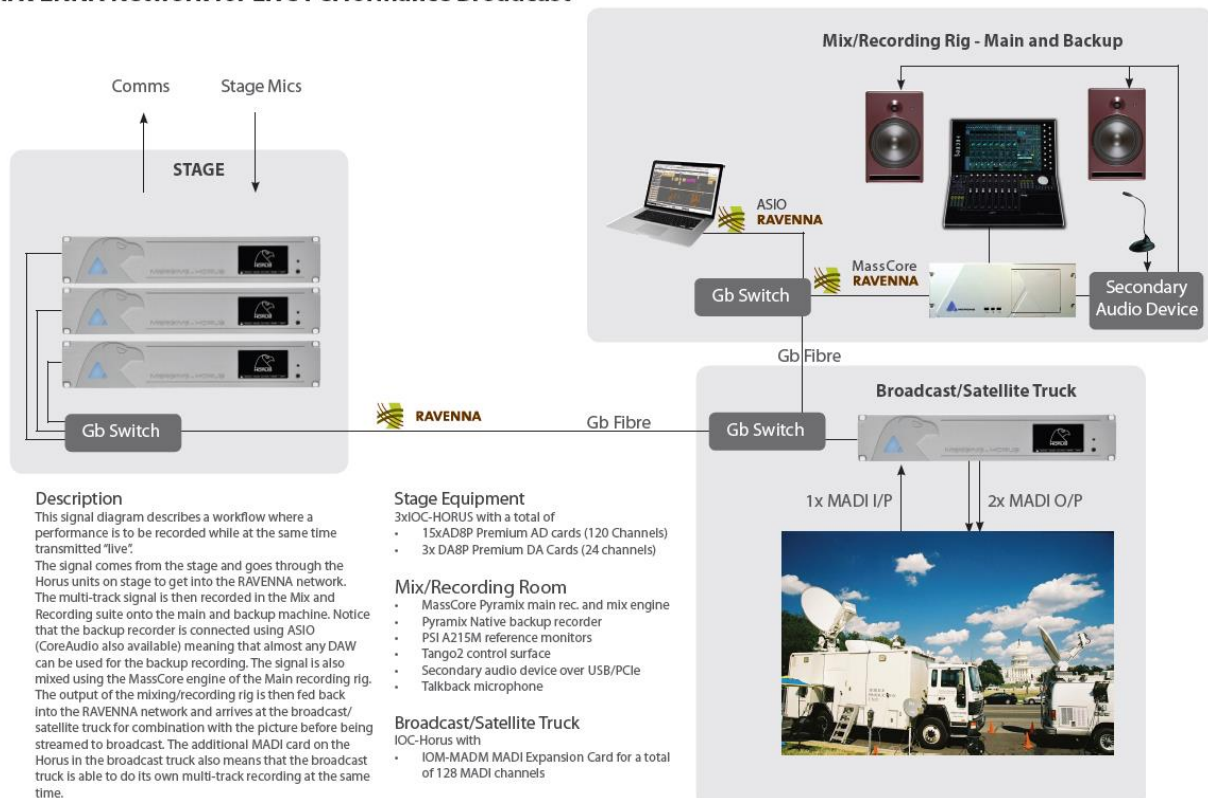 RAVENNA Network for Live Performance Broadcast
Mix/Recording Rig - Main and Backup
Comms
Stage Mics
STAGE
ASIO
RAVENNA
MassCore
RAVENNA
Gb Switch
Secondary
Audio Device
HORUS
HORUS
HORUS
Gb Fibre
Broadcast/Satellite Truck
Gb Switch
RAVENNA
Gb Fibre
Gb Switch
1x MADI I/P
2x MADI O/P
Description
This signal diagram describes a workflow where a
performance is to be recorded while at the same time
transmitted "live".
The signal comes from the stage and goes through the
Horus units on stage to get into the RAVENNA network.
The multi-track signal is then recorded in the Mix and
Recording suite onto the main and backup machine. Notice
that the backup recorder is connected using ASIO
(CoreAudio also available) meaning that almost any DAW
can be used for the backup recording. The signal is also
mixed using the MassCore engine of the Main recording rig.
The output of the mixing/recording rig is then fed back
into the RAVENNA network and arrives at the broadcast/
satellite truck for combination with the picture before being
streamed to broadcast. The additional MADI card on the
Horus in the broadcast truck also means that the broadcast
truck is able to do its own multi-track recording at the same
time.
Stage Equipment
3xIOC-HORUS with a total of
• 15xAD8P Premium AD cards (120 Channels)
• 3x DA8P Premium DA Cards (24 channels)
Mix/Recording Room
• MassCore Pyramix main rec. and mix engine
• Pyramix Native backup recorder
• PSI A215M reference monitors
• Tango2 control surface
• Secondary audio device over USB/PCIe
• Talkback microphone
Broadcast/Satellite Truck
IOC-Horus with
• IOM-MADM MADI Expansion Card for a total
of 128 MADI channels